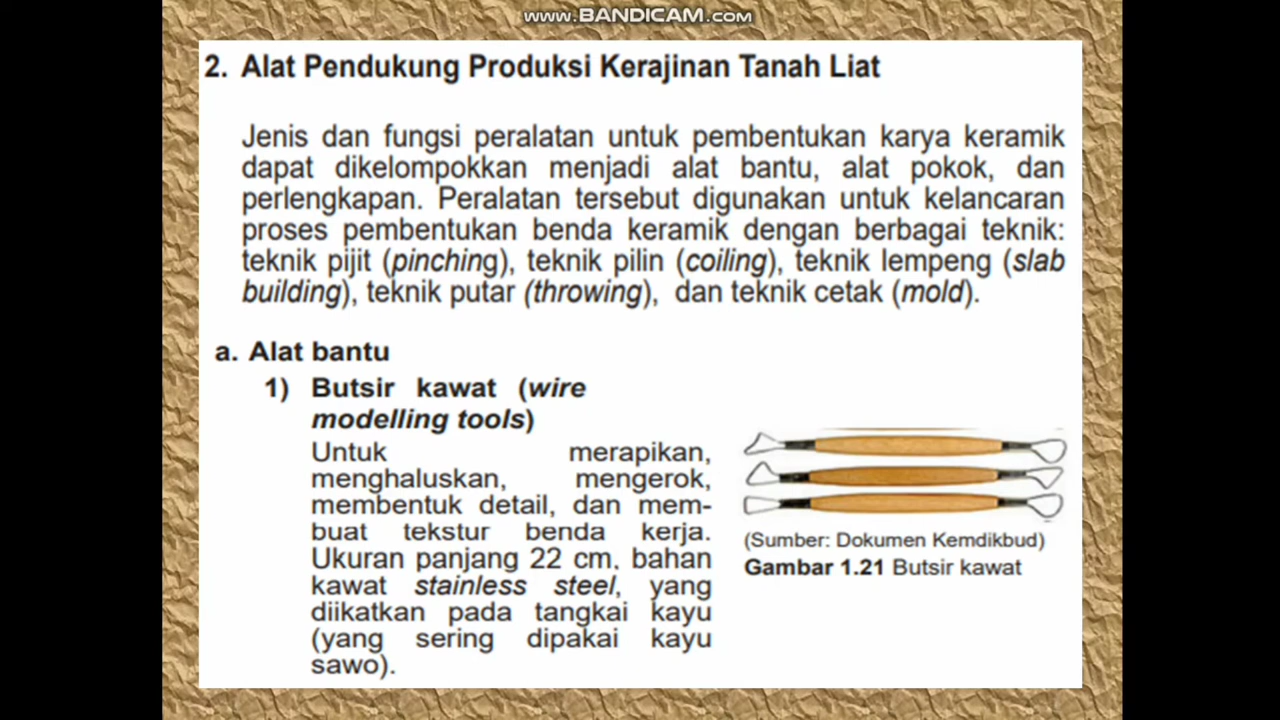 www.BANDICAM.com
2. Alat Pendukung Produksi Kerajinan Tanah Liat
Jenis dan fungsi peralatan untuk pembentukan karya keramik
dapat dikelompokkan menjadi alat bantu, alat pokok, dan
perlengkapan. Peralatan tersebut digunakan untuk kelancaran
proses pembentukan benda keramik dengan berbagai teknik:
teknik pijit (pinching), teknik pilin (coiling), teknik lempeng (slab
building), teknik putar (throwing), dan teknik cetak (mold).
a. Alat bantu
1) Butsir kawat (wire
modelling tools)
Untuk merapikan,
menghaluskan, mengerok,
membentuk detail, dan mem-
buat tekstur benda kerja.
Ukuran panjang 22 cm, bahan
kawat stainless steel, yang
diikatkan pada tangkai kayu
(yang sering dipakai kayu
sawo).
(Sumber: Dokumen Kemdikbud)
Gambar 1.21 Butsir kawat